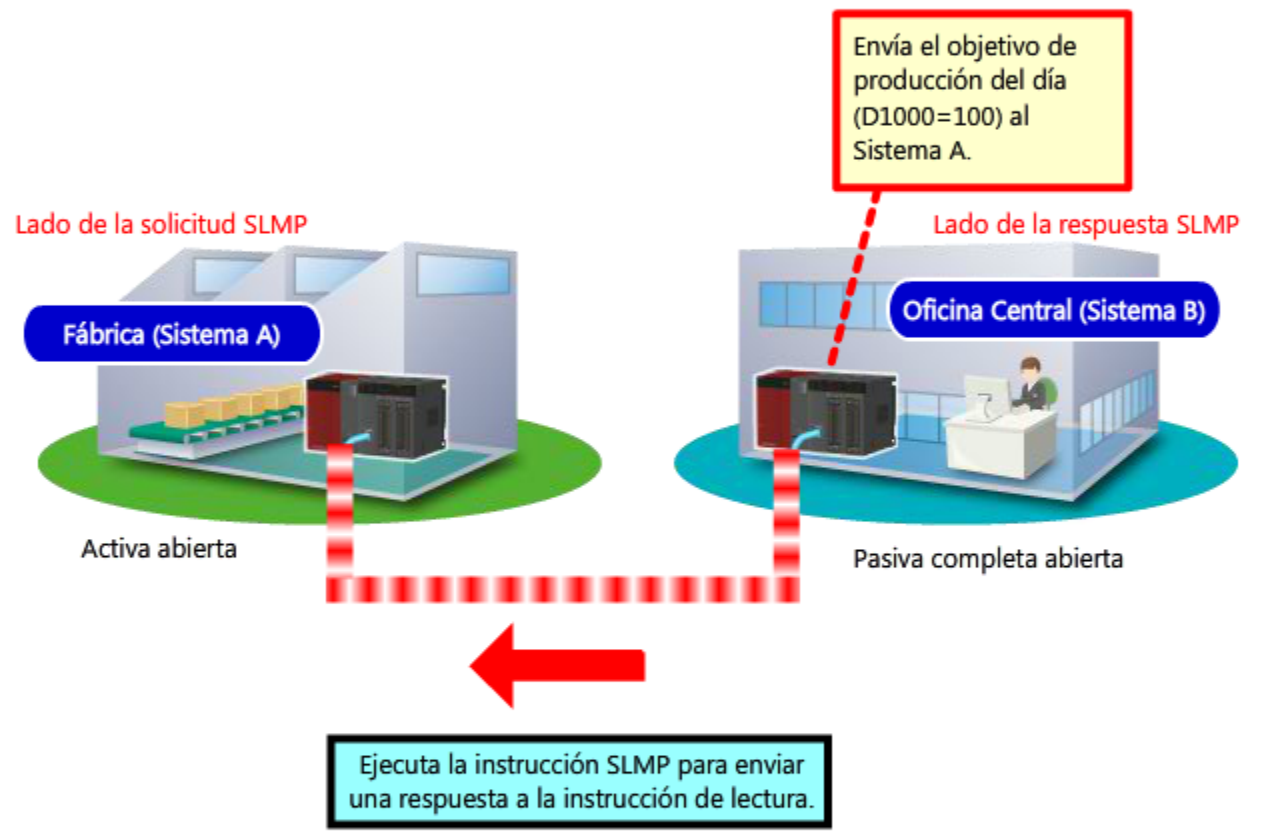 Envía el objetivo de
producción del día
(D1000=100) al
Sistema A.
Lado de la solicitud SLMP
Lado de la respuesta SLMP
Fábrica (Sistema A)
Oficina Central (Sistema B)
Activa abierta
Pasiva completa abierta
Ejecuta la instrucción SLMP para enviar
una respuesta a la instrucción de lectura.